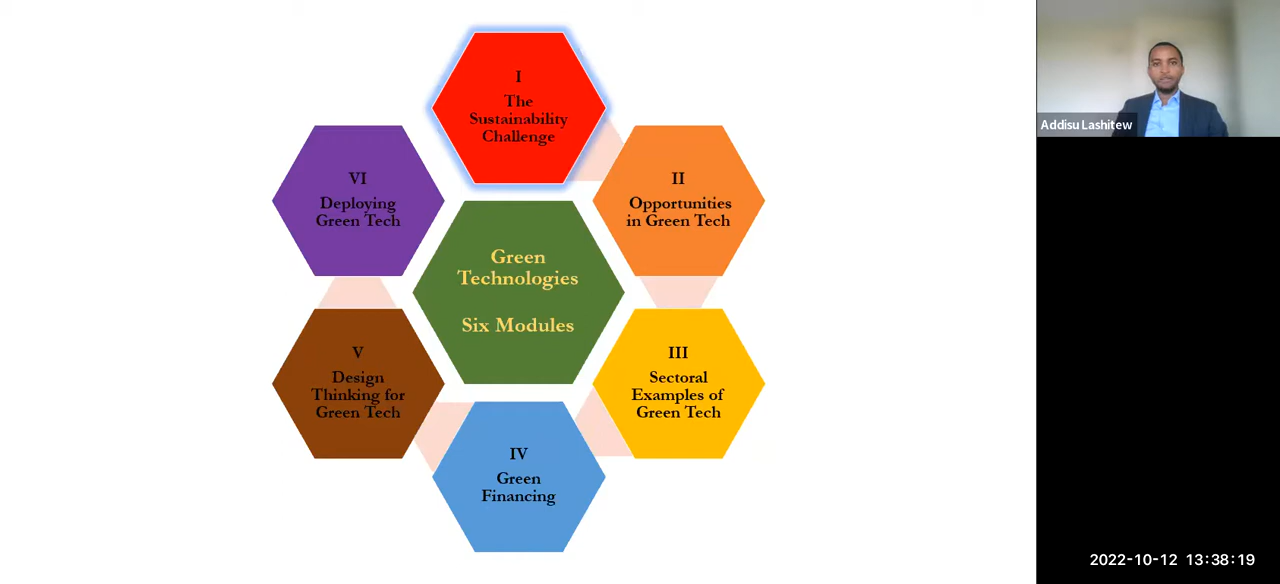 I
The
Sustainability
Challenge
II
Opportunities
in Green Tech
III
Sectoral
Examples of
Green Tech
IV
Green
Financing
V
Design
Thinking for
Green Tech
VI
Deploying
Green Tech
Green
Technologies
Six Modules
Addisu Lashitew
2022-10-12 13:38:19